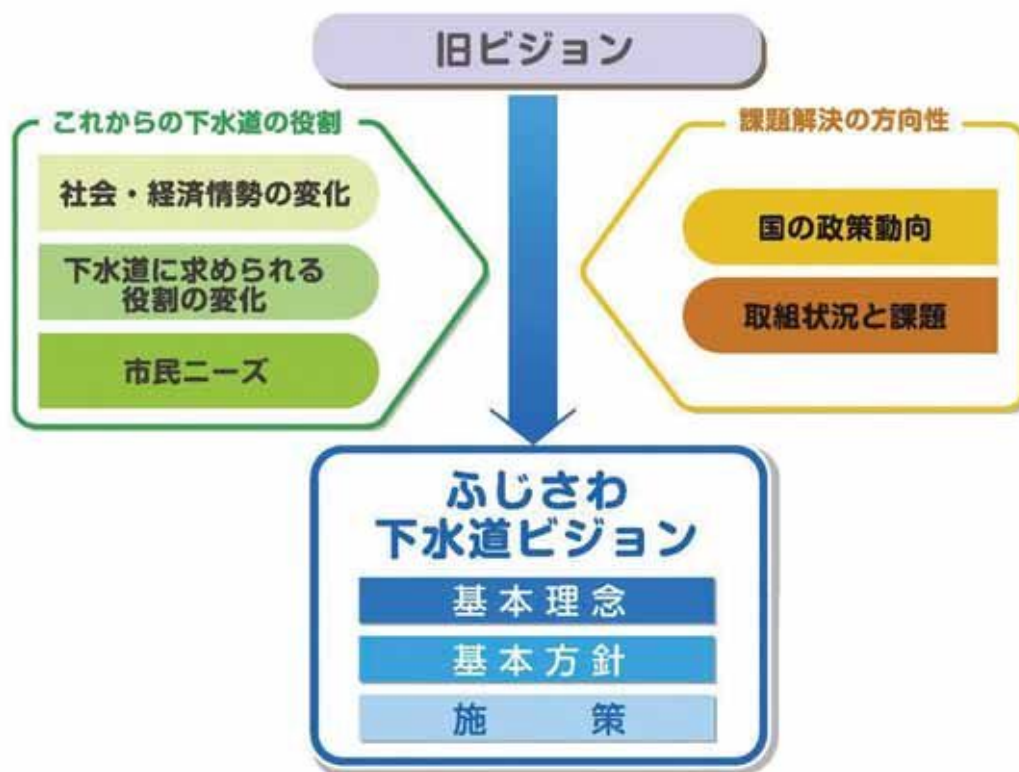 旧ビジョン
これからの下水道の役割
社会・経済情勢の変化
下水道に求められる
役割の変化
市民ニーズ
課題解決の方向性
国の政策動向
取組状況と課題
ふじさわ
下水道ビジョン
基本理念
基本方針
施策